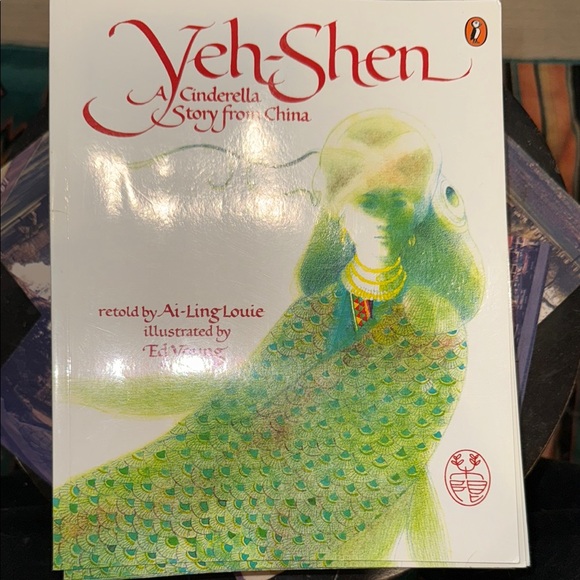 Yeh-Shen
A Cinderella
Story from China
retold by Ai-Ling Louie
illustrated by
Ed Young